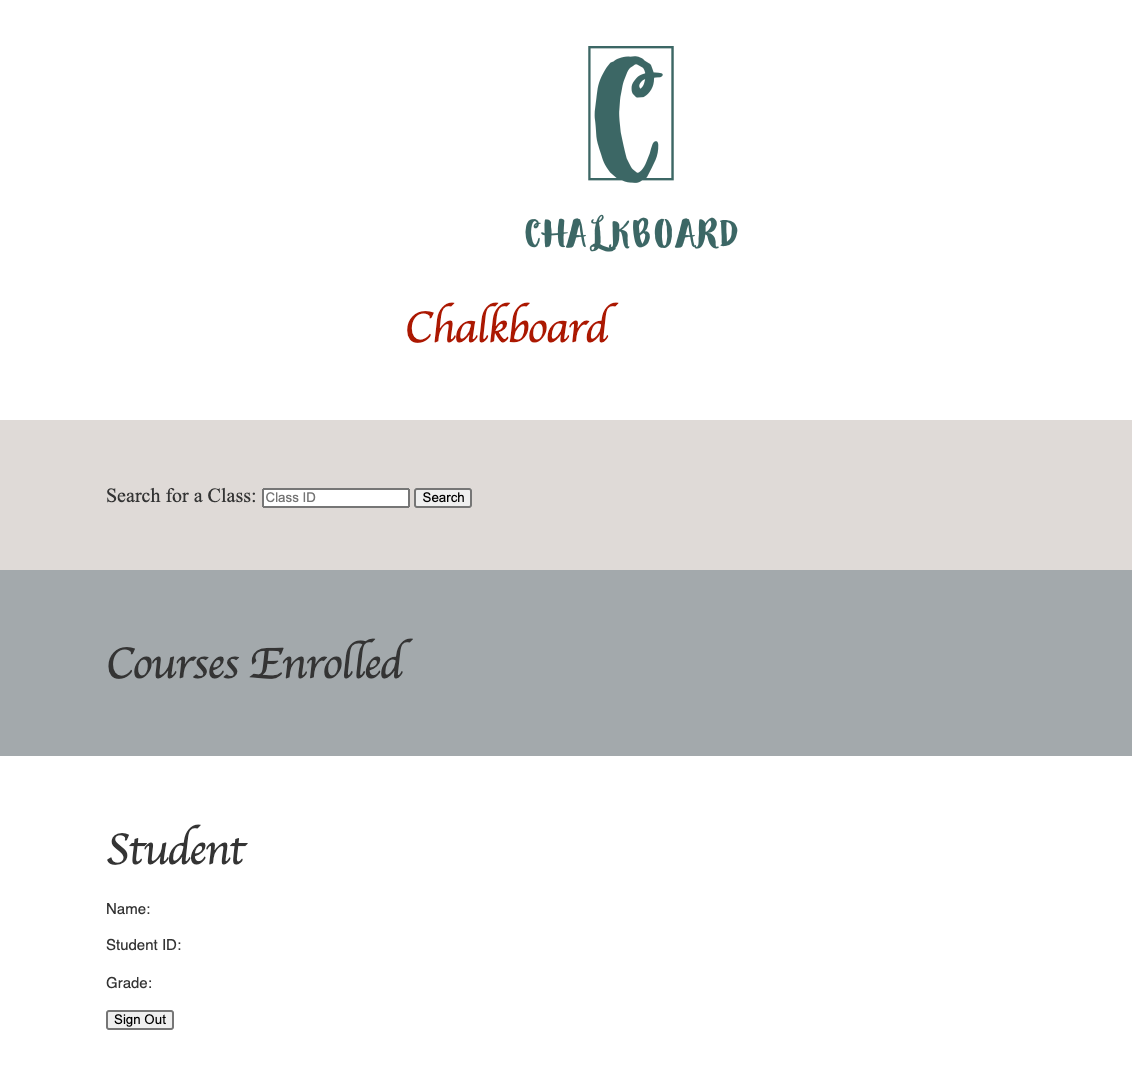 C
CHALKBOARD
Chalkboard
Search for a Class: Class ID Search
Courses Enrolled
Student
Name:
Student ID:
Grade:
Sign Out